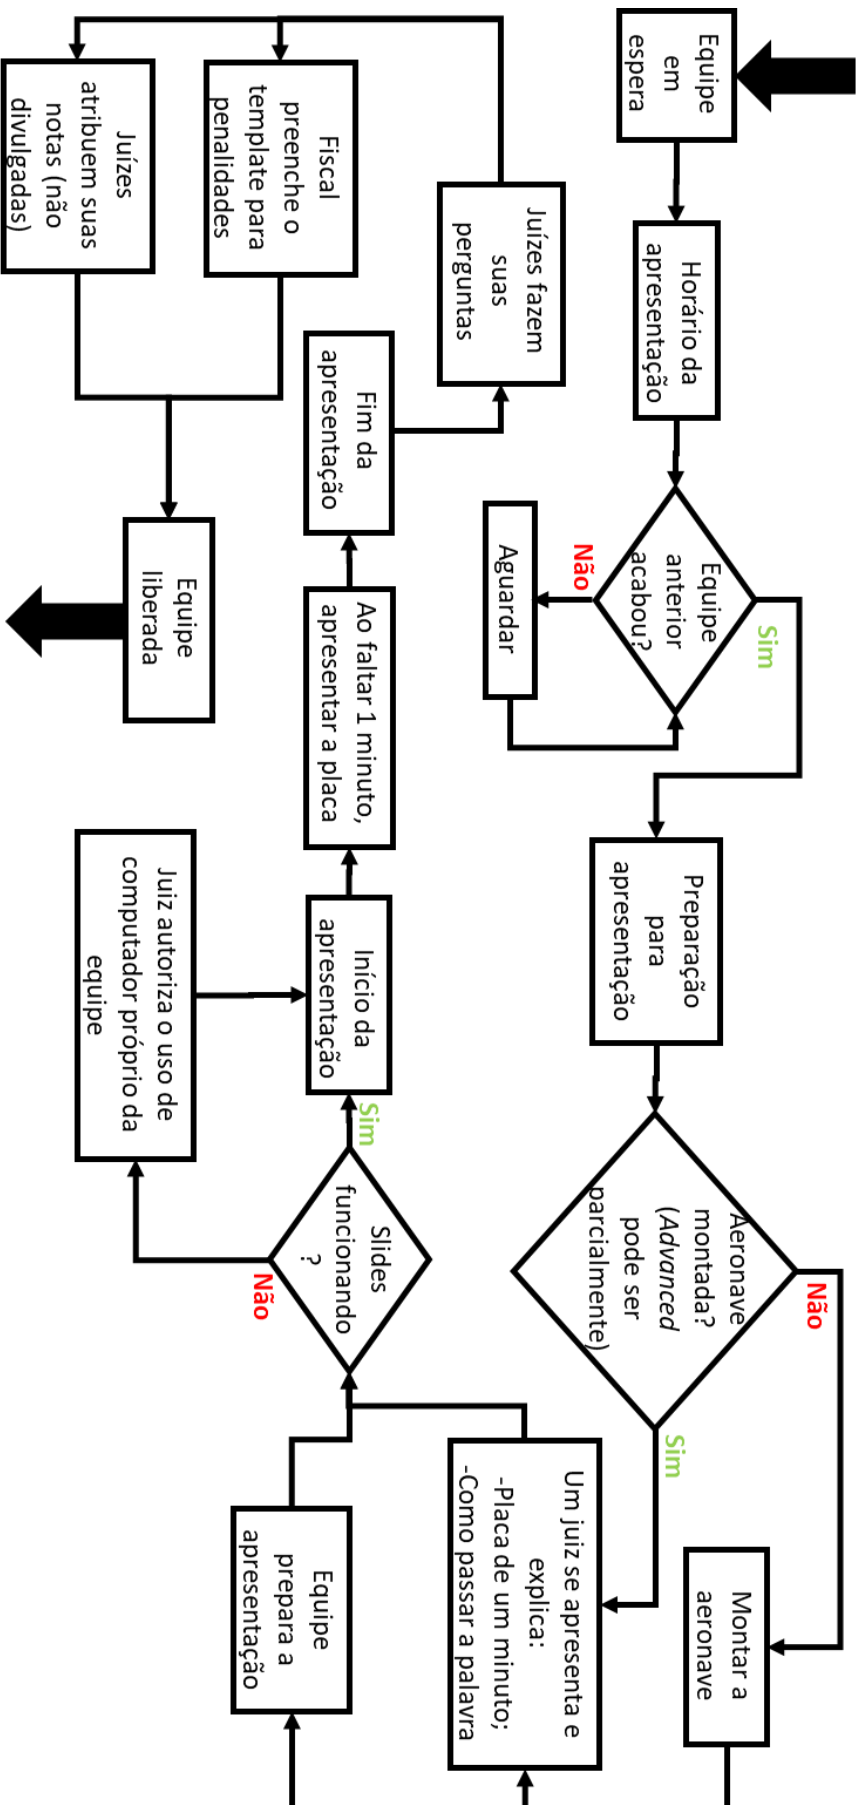 Equipe
em
espera
Horário da
apresentação
Equipe
anterior
acabou?
Sim
Não
Aguardar
Preparação
para
apresentação
Aeronave
montada?
(Advanced
pode ser
parcialmente)
Não
Sim
Montar a
aeronave
Um juiz se apresenta e
explica:
-Placa de um minuto;
-Como passar a palavra
Equipe
prepara a
apresentação
Slides
funcionando
?
Sim
Não
Juiz autoriza o uso de
computador próprio da
equipe
Início da
apresentação
Ao faltar 1 minuto,
apresentar a placa
Fim da
apresentação
Juízes fazem
suas
perguntas
Fiscal
preenche o
template para
penalidades
Juízes
atribuem suas
notas (não
divulgadas)
Equipe
liberada